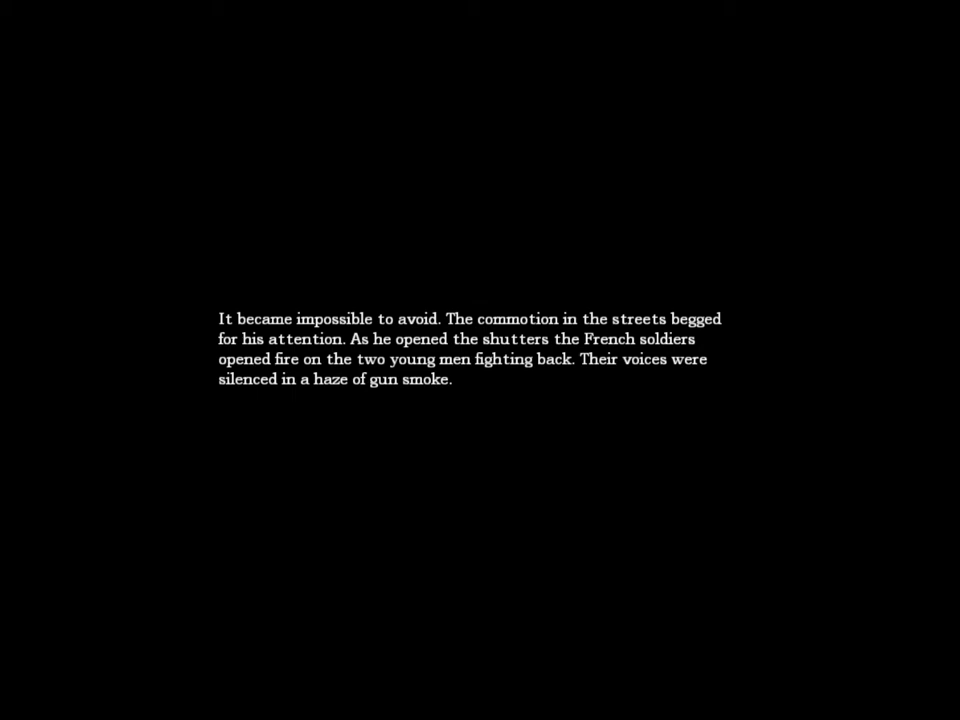 It became impossible to avoid. The commotion in the streets begged
for his attention. As he opened the shutters the French soldiers
opened fire on the two young men fighting back. Their voices were
silenced in a haze of gun smoke.